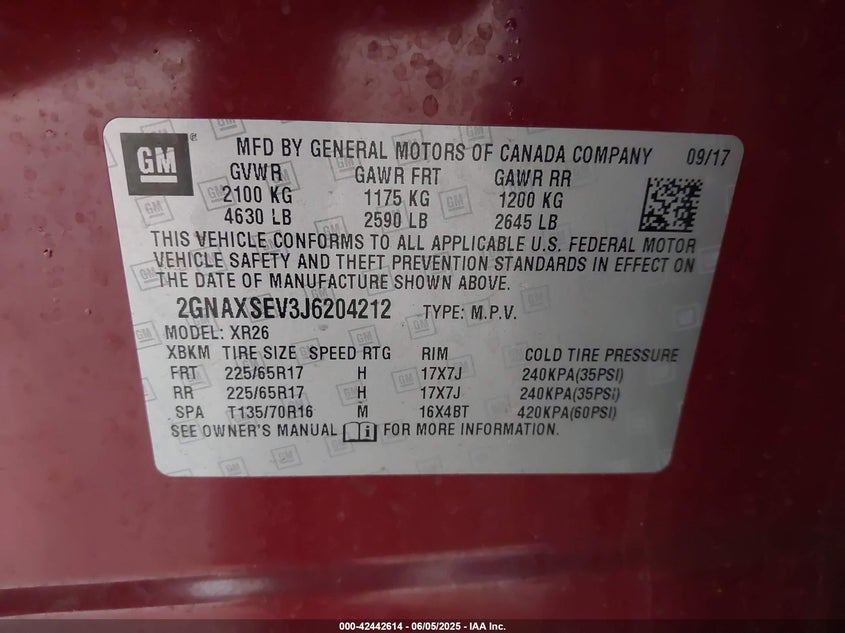 GM
MFD BY GENERAL MOTORS OF CANADA COMPANY 09/17
GVWR GAWR FRT GAWR RR
2100 KG 1175 KG 1200 KG
4630 LB 2590 LB 2645 LB
THIS VEHICLE CONFORMS TO ALL APPLICABLE U.S. FEDERAL MOTOR
VEHICLE SAFETY AND THEFT PREVENTION STANDARDS IN EFFECT ON
THE DATE OF MANUFACTURE SHOWN ABOVE.
2GNAXSEV3J6204212 TYPE: M.P.V.
MODEL: XR26
XBKM TIRE SIZE SPEED RTG RIM COLD TIRE PRESSURE
FRT 225/65R17 H 17X7J 240KPA(35PSI)
RR 225/65R17 H 17X7J 240KPA(35PSI)
SPA T135/70R16 M 16X4BT 420KPA(60PSI)
SEE OWNER'S MANUAL FOR MORE INFORMATION.
000-42442614 - 06/05/2025 - IAA Inc.